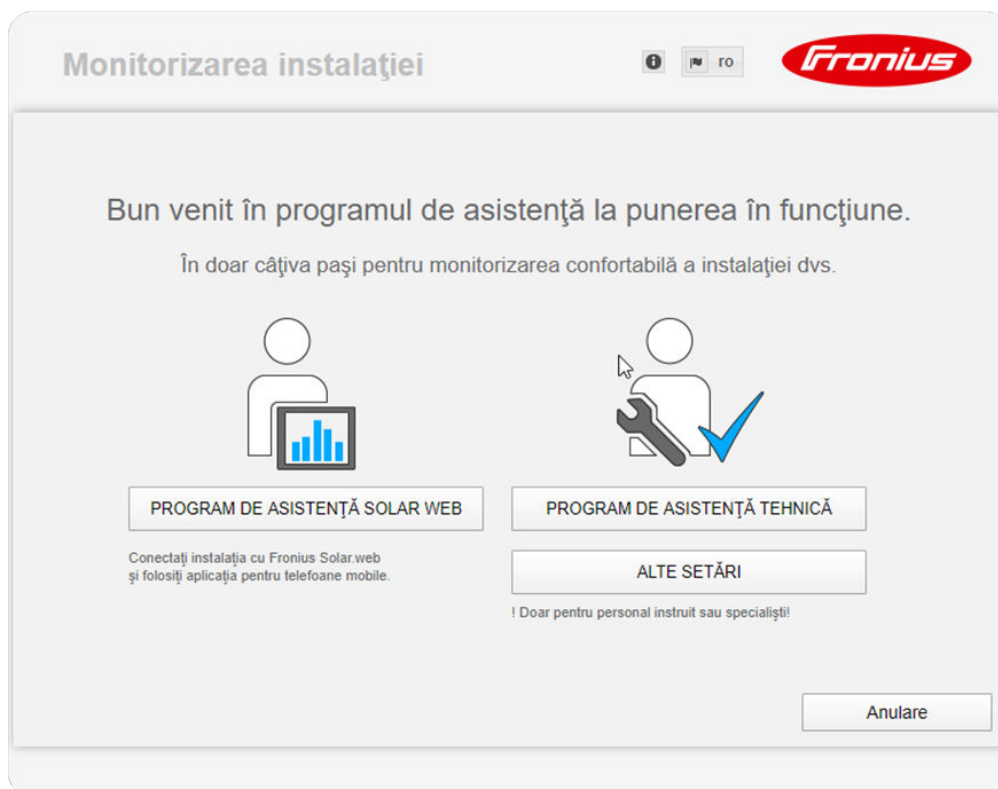 Monitorizarea instalaţiei
ro
Fronius
Bun venit în programul de asistenţă la punerea în funcţiune.
În doar câţiva paşi pentru monitorizarea confortabilă a instalaţiei dvs.
PROGRAM DE ASISTENŢĂ SOLAR WEB
Conectaţi instalaţia cu Fronius Solar.web
şi folosiţi aplicaţia pentru telefoane mobile.
PROGRAM DE ASISTENŢĂ TEHNICĂ
ALTE SETĂRI
! Doar pentru personal instruit sau specialişti!
Anulare